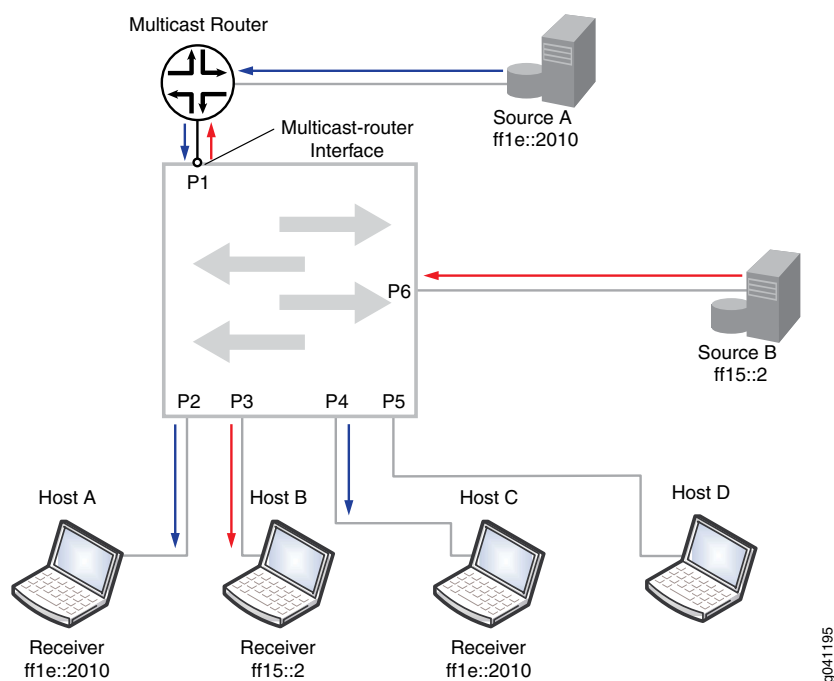 Multicast Router
Source A
ff1e::2010
Multicast-router
Interface
P1
P6
Source B
ff15::2
P2
P3
P4
P5
Host A
Host B
Host C
Host D
Receiver
ff1e::2010
Receiver
ff15::2
Receiver
ff1e::2010
g041195